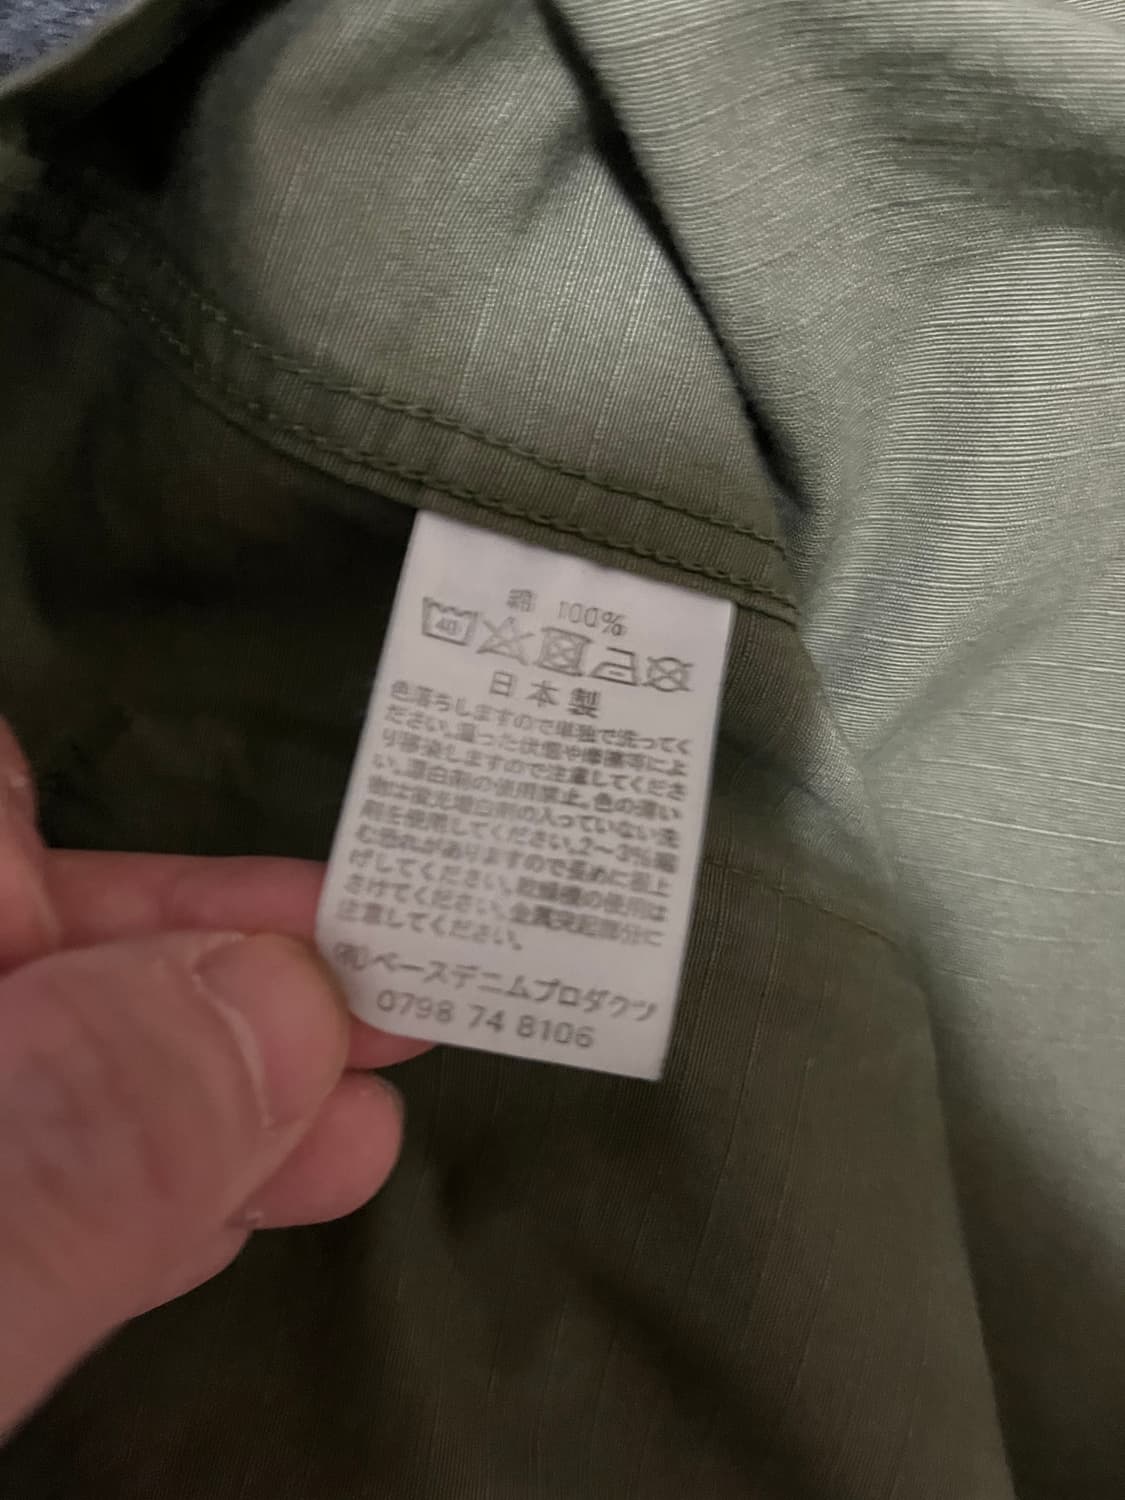 綿 100%
40
日本製
色落ちしますので単独で洗ってく
ださい。湿った状態や摩擦等によ
り移染しますので注意してくださ
い。漂白剤の使用禁止。色の薄い
物は蛍光増白剤の入っていない洗
剤を使用してください。2〜3%縮
む恐れがありますので長めに裾上
げしてください。乾燥機の使用は
さけてください。金属突起部分に
注意してください。
(有)ベースデニムプロダクツ
0798 74 8106